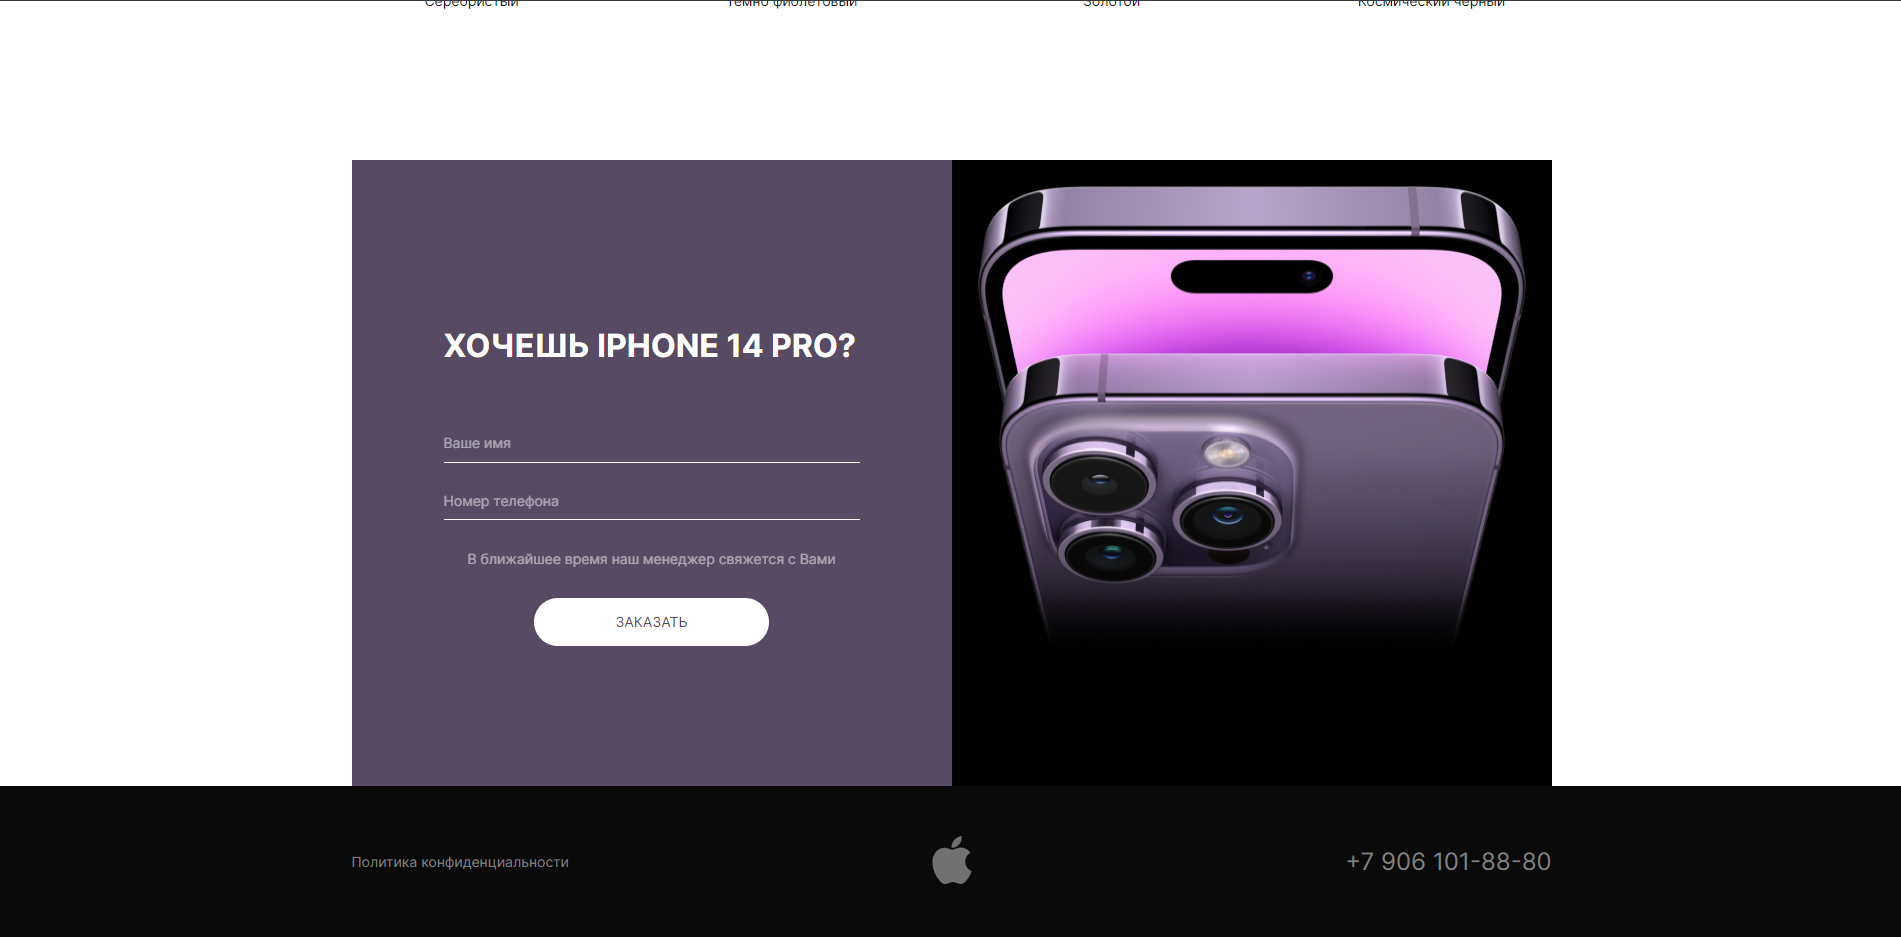 Серебристый Темно фиолетовый Золотой Космический черный
ХОЧЕШЬ IPHONE 14 PRO?
Ваше имя
Номер телефона
В ближайшее время наш менеджер свяжется с Вами
ЗАКАЗАТЬ
Политика конфиденциальности
+7 906 101-88-80